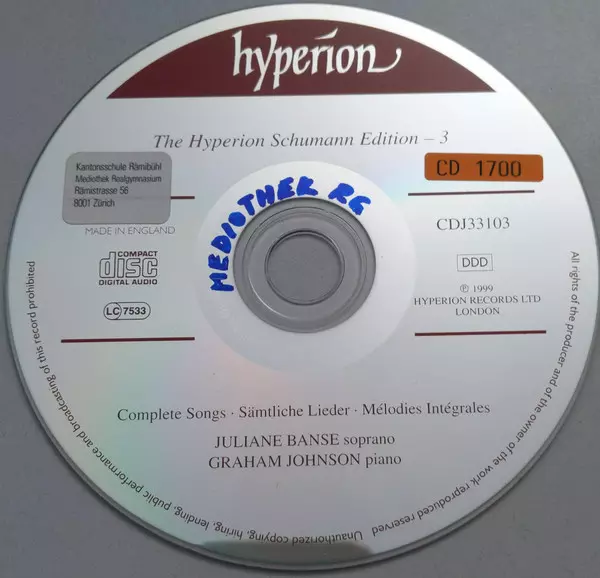 hyperion
The Hyperion Schumann Edition – 3
Kantonsschule Rämibühl
Mediothek Realgymnasium
Rämistrasse 56
8001 Zürich
CD 1700
MEDIOTHEK RG
MADE IN ENGLAND
CDJ33103
COMPACT
disc
DIGITAL AUDIO
DDD
LC 7533
℗ 1999
HYPERION RECORDS LTD
LONDON
Complete Songs · Sämtliche Lieder · Mélodies Intégrales
JULIANE BANSE soprano
GRAHAM JOHNSON piano
All rights of the producer and of the owner of the work reproduced reserved. Unauthorized copying, hiring, lending, public performance and broadcasting of this record prohibited